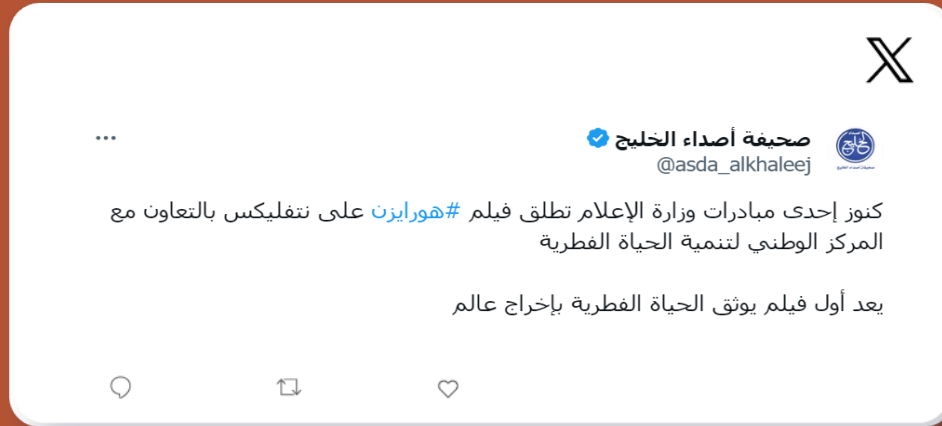 صحيفة أصداء الخليج
@asda_alkhaleej
كنوز إحدى مبادرات وزارة الإعلام تطلق فيلم #هورايزن على نتفليكس بالتعاون مع
المركز الوطني لتنمية الحياة الفطرية
يعد أول فيلم يوثق الحياة الفطرية بإخراج عالم